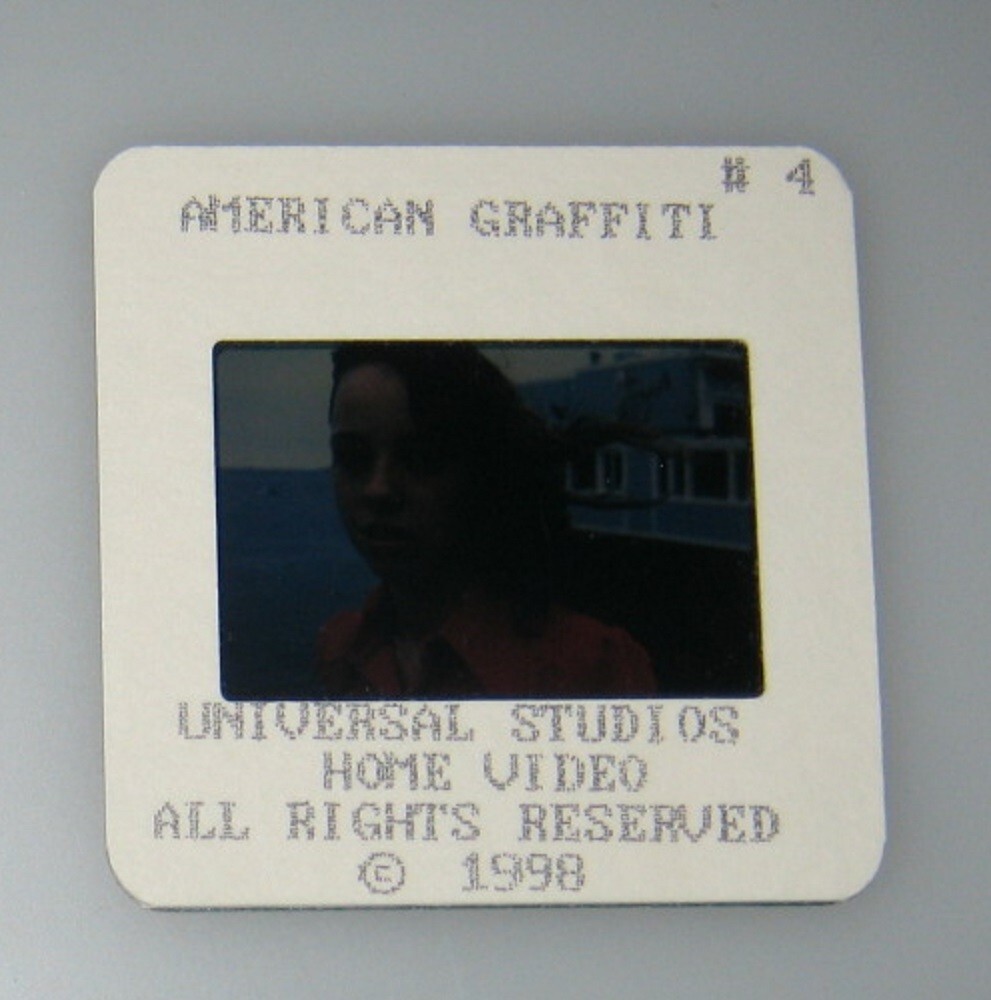 # 4
AMERICAN GRAFFITI
UNIVERSAL STUDIOS
HOME VIDEO
ALL RIGHTS RESERVED
© 1998